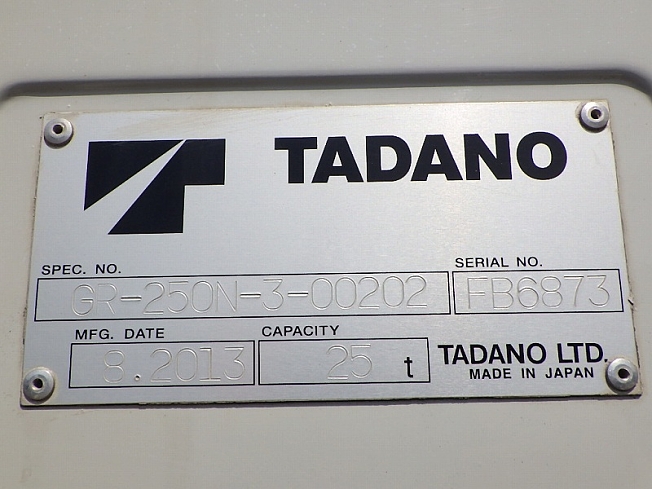 TADANO
SPEC. NO.
GR-250N-3-00202
SERIAL NO.
FB6873
MFG. DATE
8.2013
CAPACITY
25 t
TADANO LTD.
MADE IN JAPAN